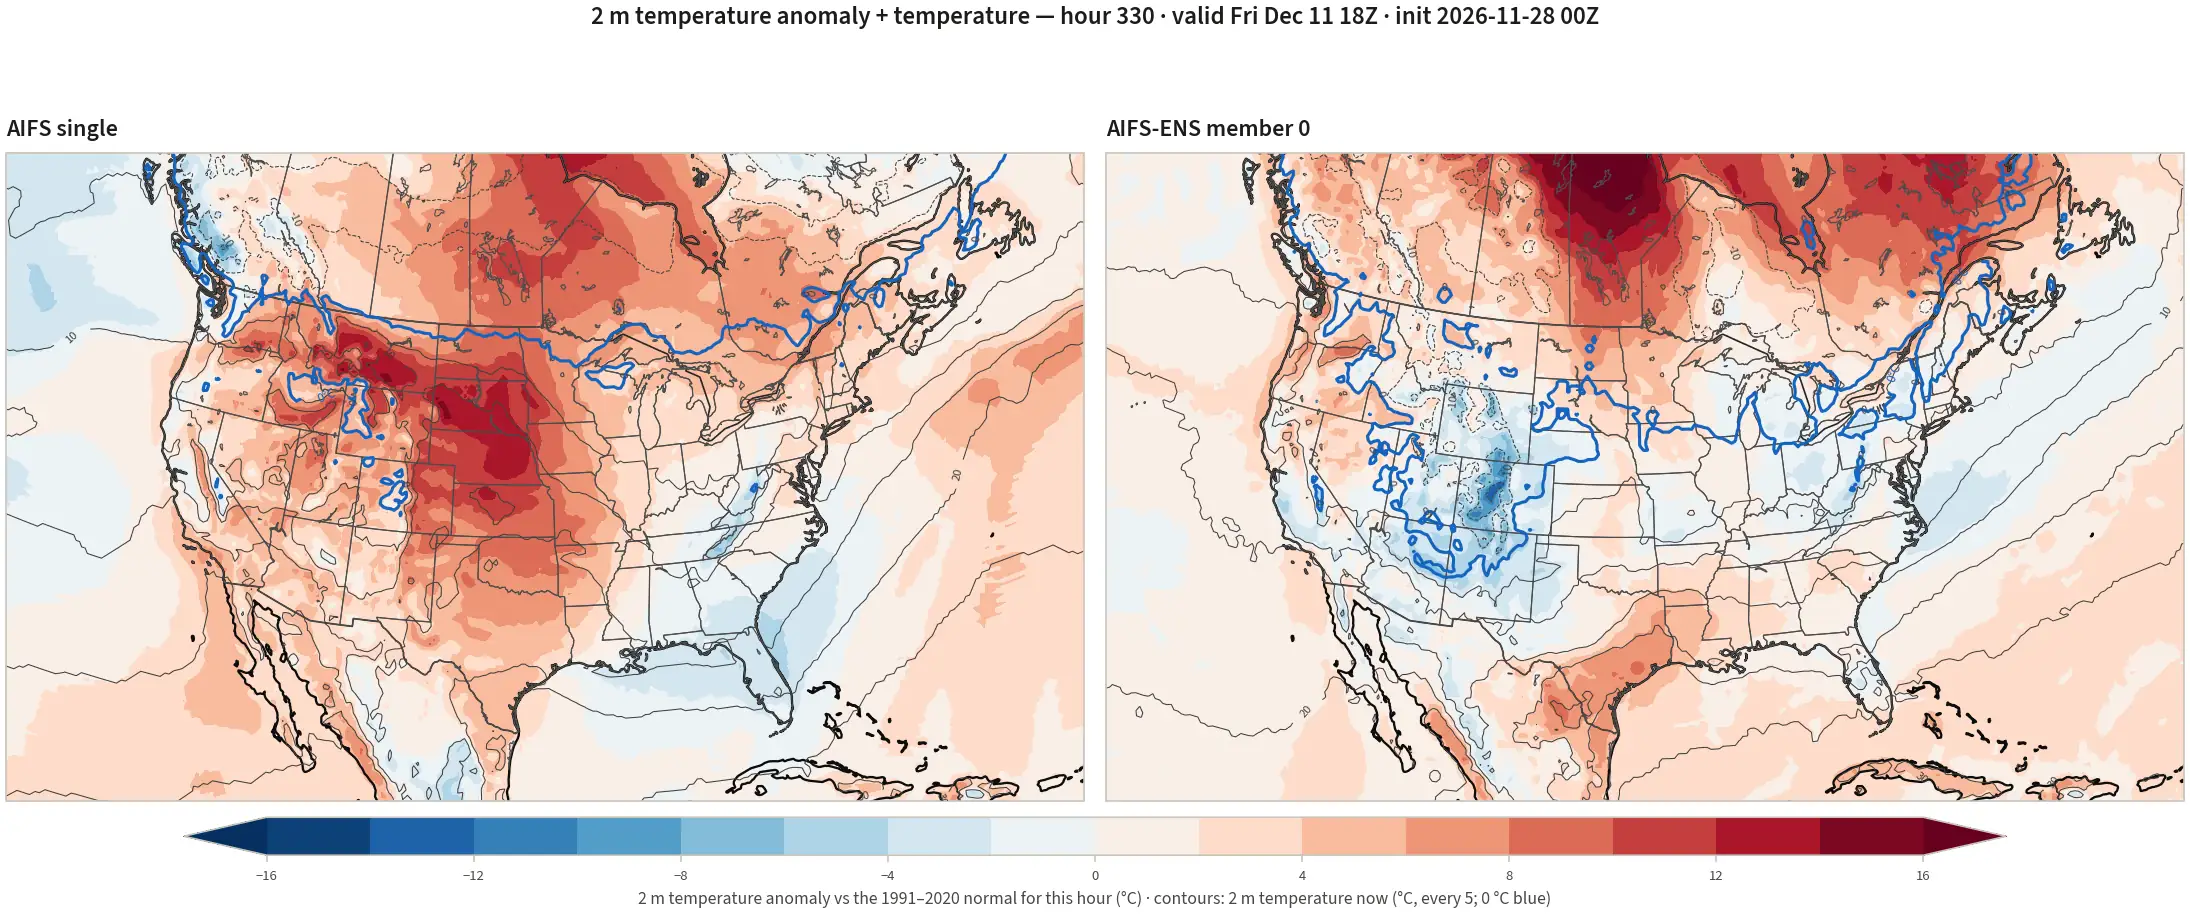 2 m temperature anomaly + temperature — hour 330 · valid Fri Dec 11 18Z · init 2026-11-28 00Z
AIFS single
AIFS-ENS member 0
10
20
10
20
−16 −12 −8 −4 0 4 8 12 16
2 m temperature anomaly vs the 1991–2020 normal for this hour (°C) · contours: 2 m temperature now (°C, every 5; 0 °C blue)